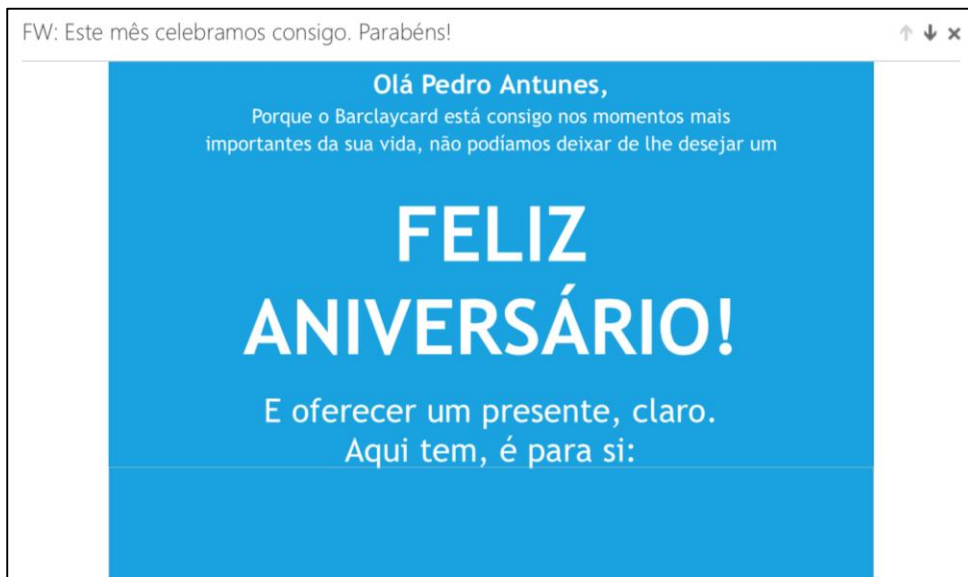 FW: Este mês celebramos consigo. Parabéns!
Olá Pedro Antunes,
Porque o Barclaycard está consigo nos momentos mais
importantes da sua vida, não podíamos deixar de lhe desejar um
FELIZ
ANIVERSÁRIO!
E oferecer um presente, claro.
Aqui tem, é para si: